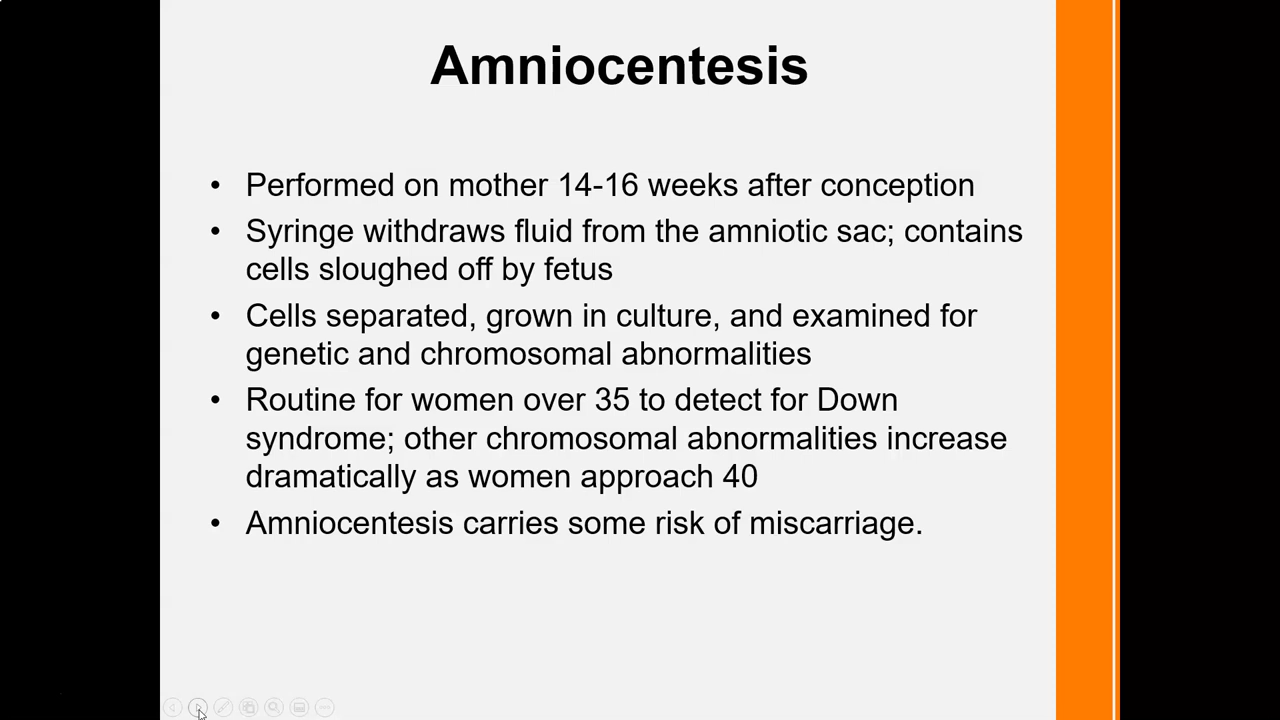 Amniocentesis
• Performed on mother 14-16 weeks after conception
• Syringe withdraws fluid from the amniotic sac; contains
cells sloughed off by fetus
• Cells separated, grown in culture, and examined for
genetic and chromosomal abnormalities
• Routine for women over 35 to detect for Down
syndrome; other chromosomal abnormalities increase
dramatically as women approach 40
• Amniocentesis carries some risk of miscarriage.